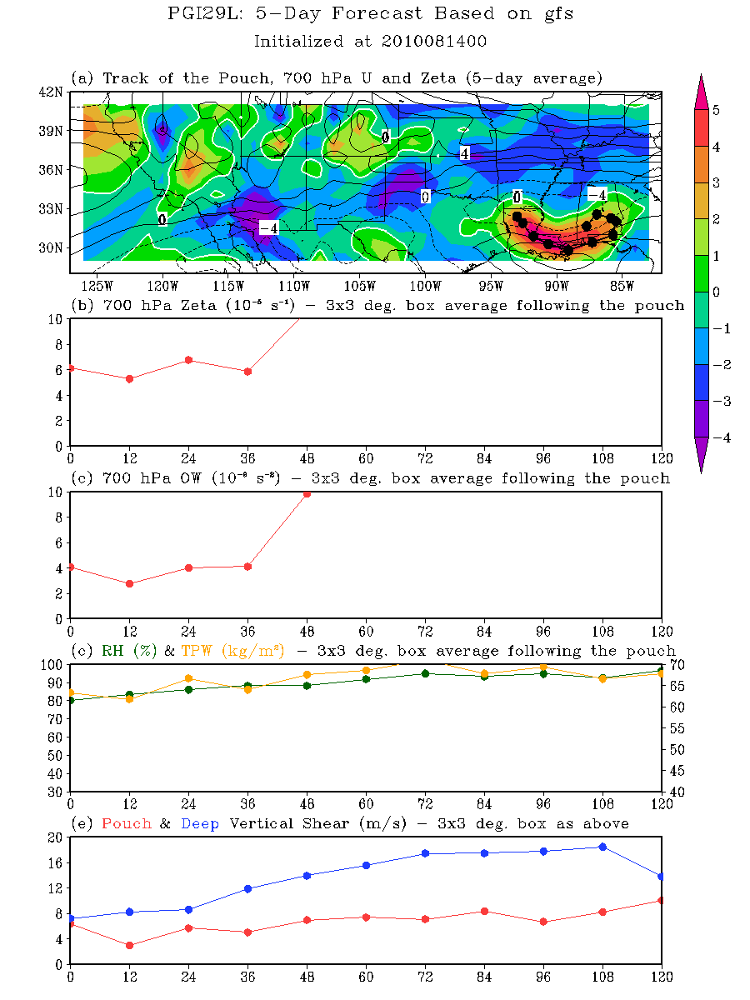 PGI29L: 5-Day Forecast Based on gfs
Initialized at 2010081400
(a) Track of the Pouch, 700 hPa U and Zeta (5-day average)
42N
39N
36N
33N
30N
0
4
0
0
-4
0
-4
125W 120W 115W 110W 105W 100W 95W 90W 85W
5
4
3
2
1
0
-1
-2
-3
-4
(b) 700 hPa Zeta (10⁻⁵ s⁻¹) - 3x3 deg. box average following the pouch
10
8
6
4
2
0
0 12 24 36 48 60 72 84 96 108 120
(c) 700 hPa OW (10⁻⁹ s⁻²) - 3x3 deg. box average following the pouch
10
8
6
4
2
0
0 12 24 36 48 60 72 84 96 108 120
(c) RH (%) & TPW (kg/m²) - 3x3 deg. box average following the pouch
100 70
90 65
80 60
70 55
60 50
50 45
40 40
30
0 12 24 36 48 60 72 84 96 108 120
(e) Pouch & Deep Vertical Shear (m/s) - 3x3 deg. box as above
20
16
12
8
4
0
0 12 24 36 48 60 72 84 96 108 120